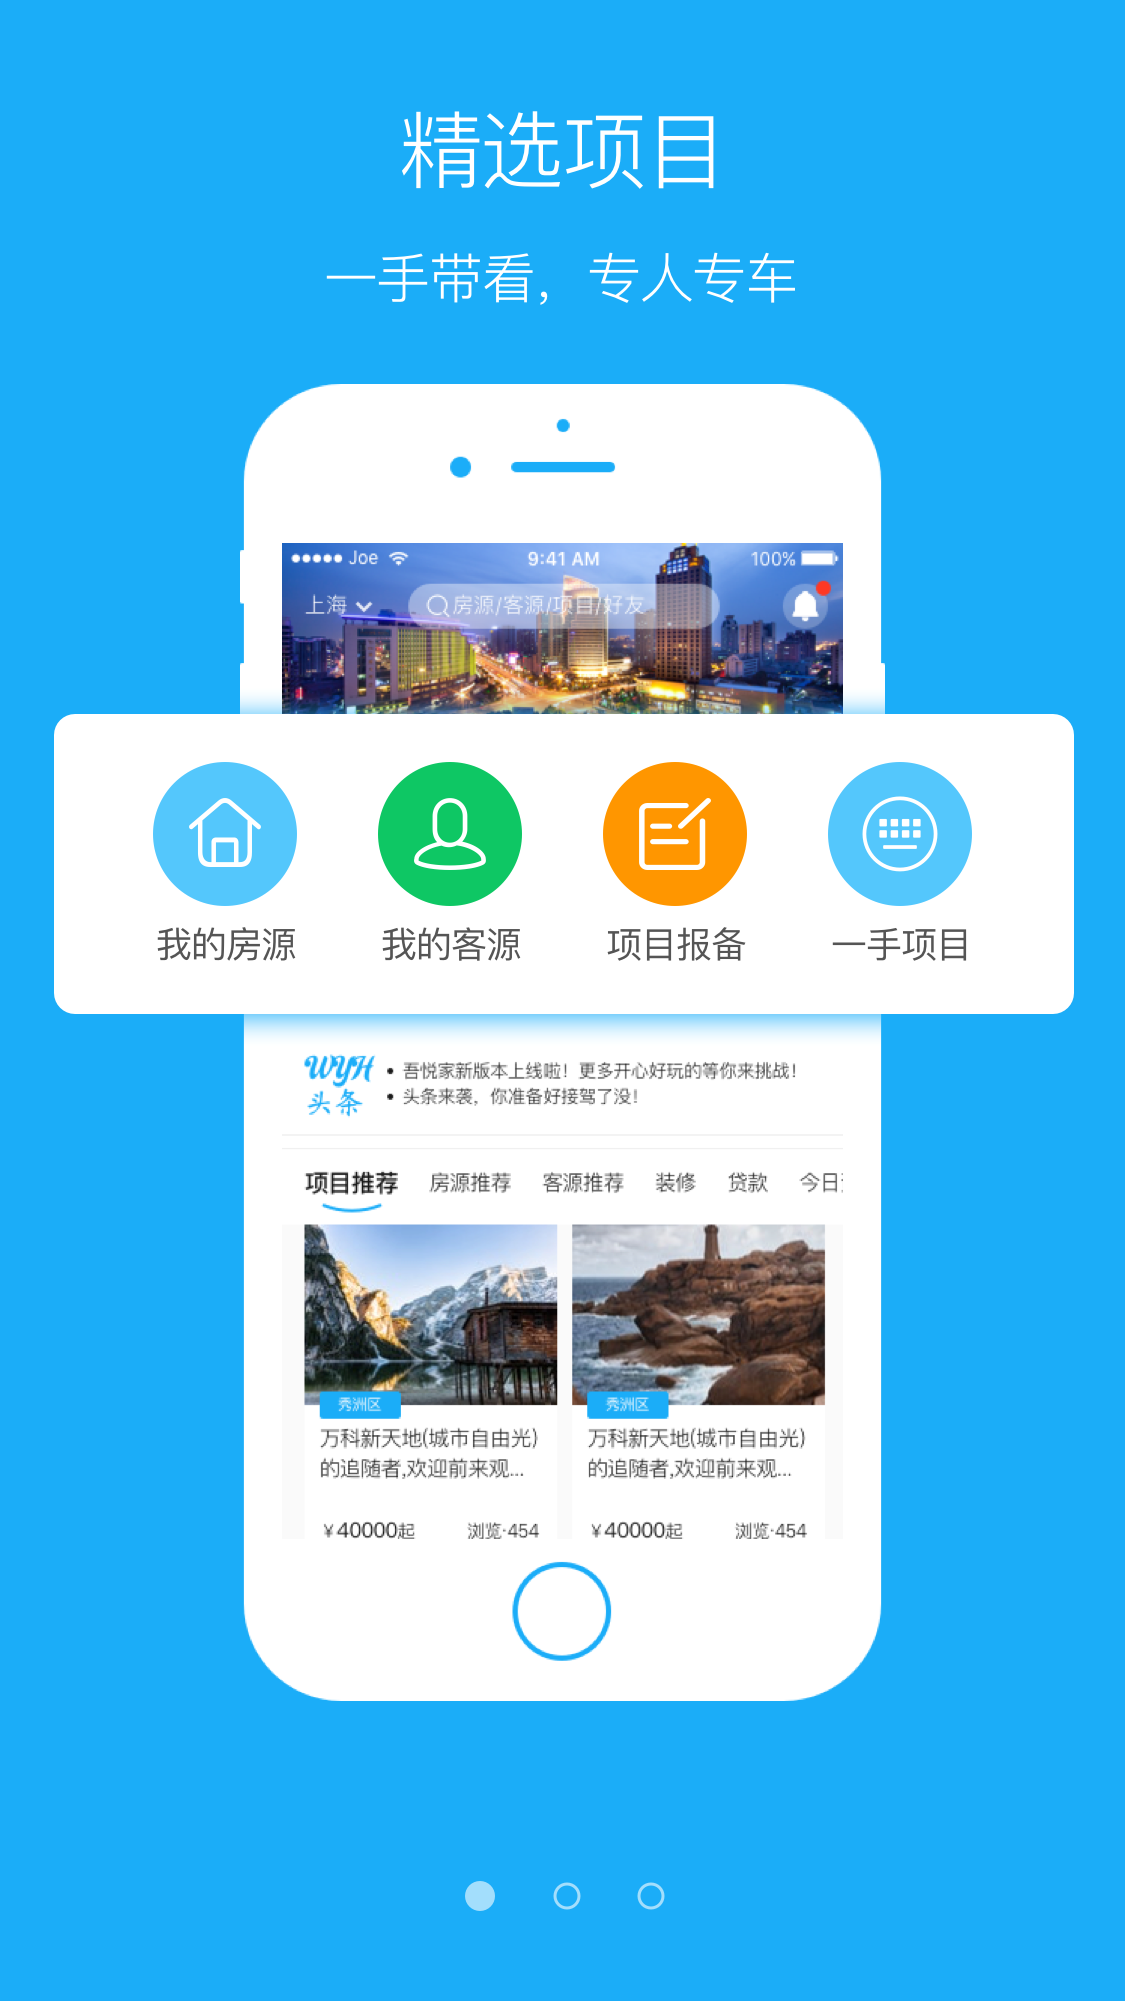 精选项目
一手带看，专人专车
Joe 9:41 AM 100%
上海 房源/客源/项目/好友
我的房源 我的客源 项目报备 一手项目
WYH 头条
• 吾悦家新版本上线啦！更多开心好玩的等你来挑战！
• 头条来袭，你准备好接驾了没！
项目推荐 房源推荐 客源推荐 装修 贷款 今日
秀洲区 秀洲区
万科新天地(城市自由光) 万科新天地(城市自由光)
的追随者,欢迎前来观... 的追随者,欢迎前来观...
￥40000起 浏览·454 ￥40000起 浏览·454